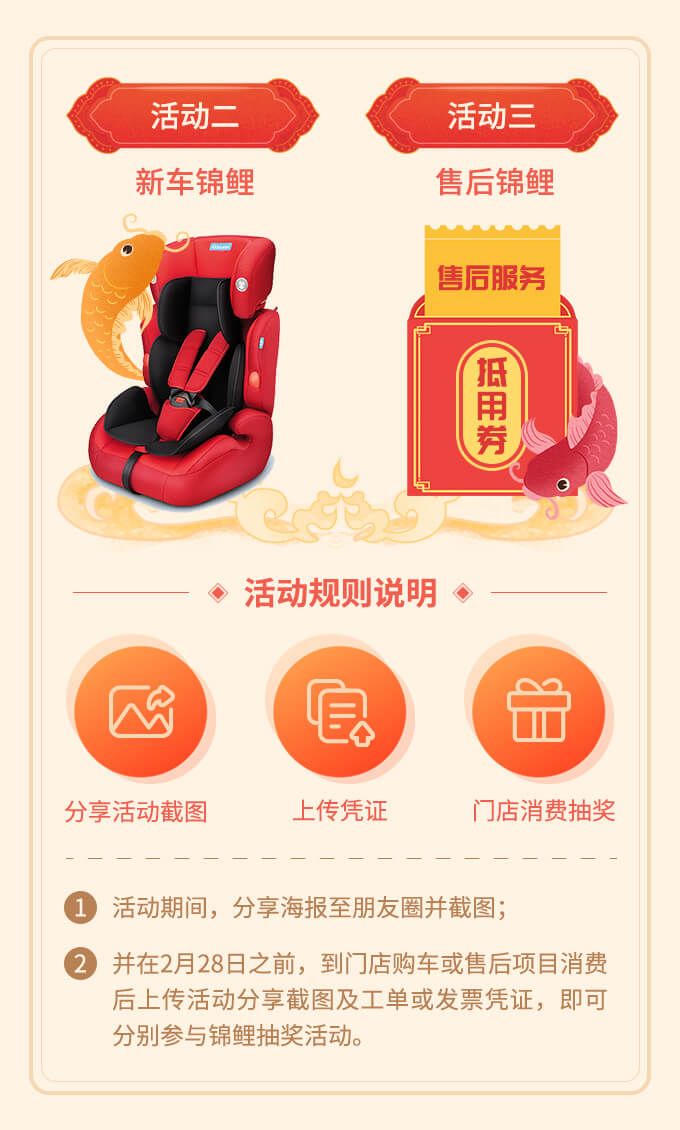 活动二
活动三
新车锦鲤
售后锦鲤
售后服务
抵用券
活动规则说明
分享活动截图
上传凭证
门店消费抽奖
1 活动期间，分享海报至朋友圈并截图；
2 并在2月28日之前，到门店购车或售后项目消费
后上传活动分享截图及工单或发票凭证，即可
分别参与锦鲤抽奖活动。